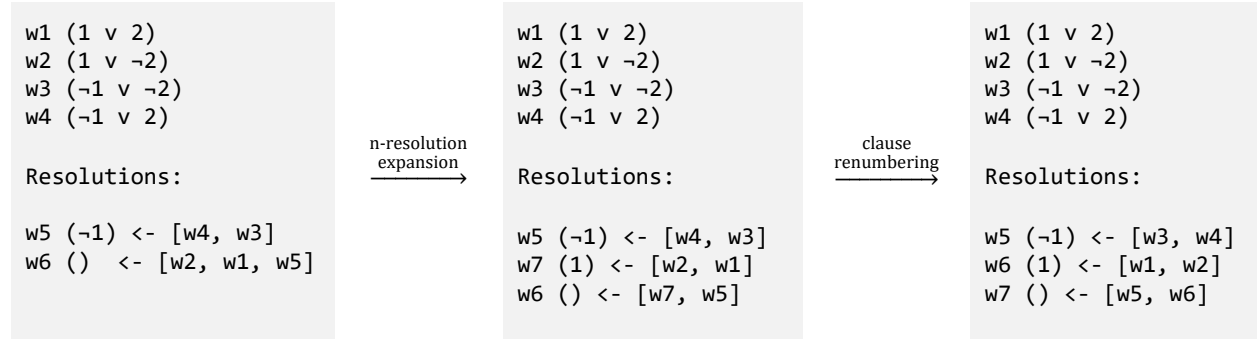 w1 (1 v 2)
w2 (1 v ¬2)
w3 (¬1 v ¬2)
w4 (¬1 v 2)
Resolutions:
w5 (¬1) <- [w4, w3]
w6 () <- [w2, w1, w5]
n-resolution
expansion
w1 (1 v 2)
w2 (1 v ¬2)
w3 (¬1 v ¬2)
w4 (¬1 v 2)
Resolutions:
w5 (¬1) <- [w4, w3]
w7 (1) <- [w2, w1]
w6 () <- [w7, w5]
clause
renumbering
w1 (1 v 2)
w2 (1 v ¬2)
w3 (¬1 v ¬2)
w4 (¬1 v 2)
Resolutions:
w5 (¬1) <- [w3, w4]
w6 (1) <- [w1, w2]
w7 () <- [w5, w6]